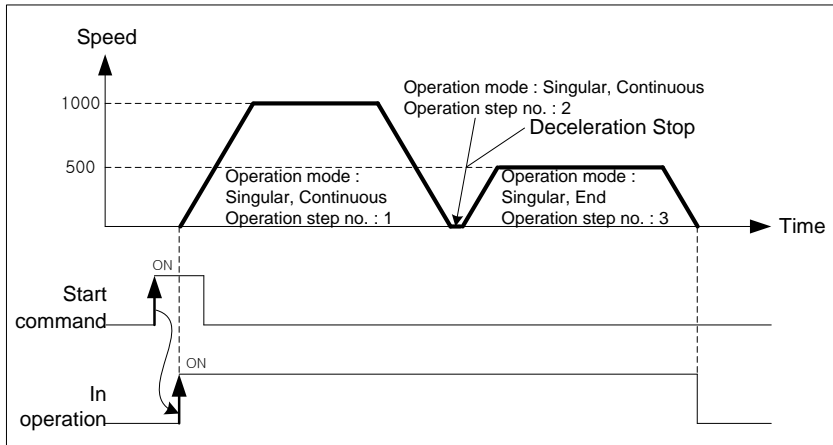 Speed
1000
500
Operation mode : Singular, Continuous
Operation step no. : 2
Deceleration Stop
Operation mode :
Singular, Continuous
Operation step no. : 1
Operation mode :
Singular, End
Operation step no. : 3
Time
ON
Start
command
ON
In
operation